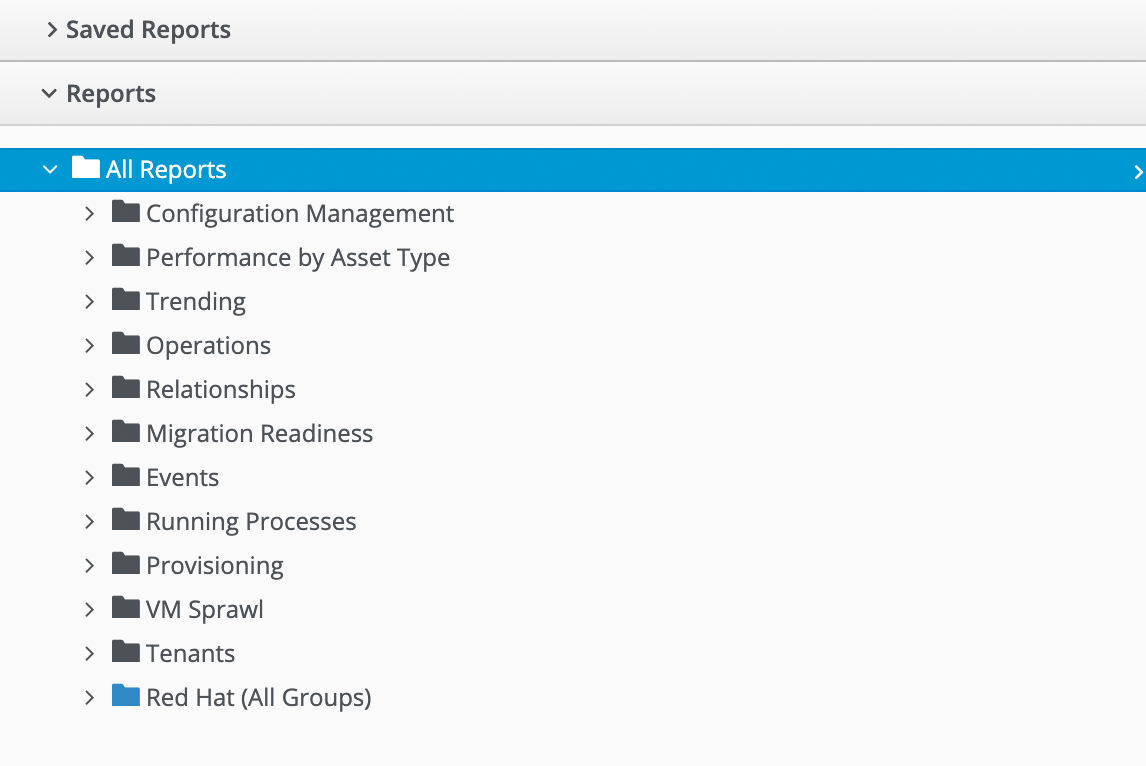 Saved Reports
Reports
All Reports
Configuration Management
Performance by Asset Type
Trending
Operations
Relationships
Migration Readiness
Events
Running Processes
Provisioning
VM Sprawl
Tenants
Red Hat (All Groups)